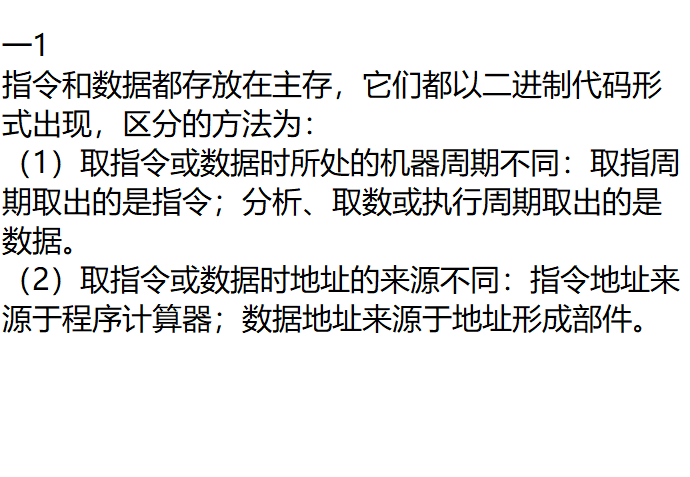 一1
指令和数据都存放在主存，它们都以二进制代码形
式出现，区分的方法为：
（1）取指令或数据时所处的机器周期不同：取指周
期取出的是指令；分析、取数或执行周期取出的是
数据。
（2）取指令或数据时地址的来源不同：指令地址来
源于程序计算器；数据地址来源于地址形成部件。